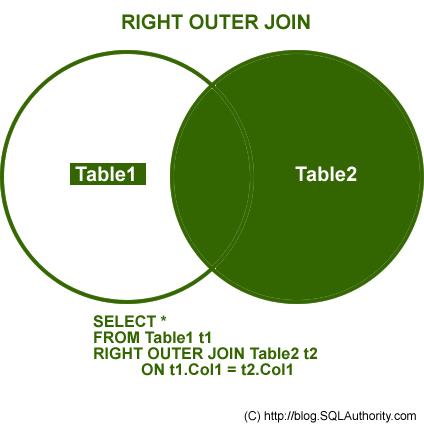 RIGHT OUTER JOIN
Table1
Table2
SELECT *
FROM Table1 t1
RIGHT OUTER JOIN Table2 t2
ON t1.Col1 = t2.Col1
(C) http://blog.SQLAuthority.com